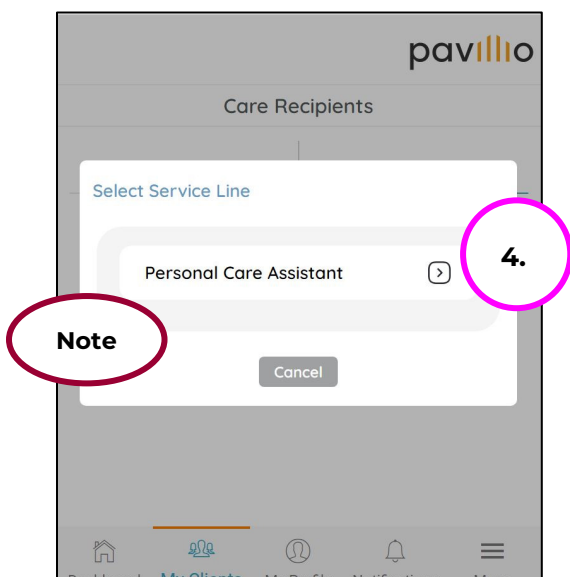 pavillio
Care Recipients
Select Service Line
Personal Care Assistant
4.
Note
Cancel
My Clients